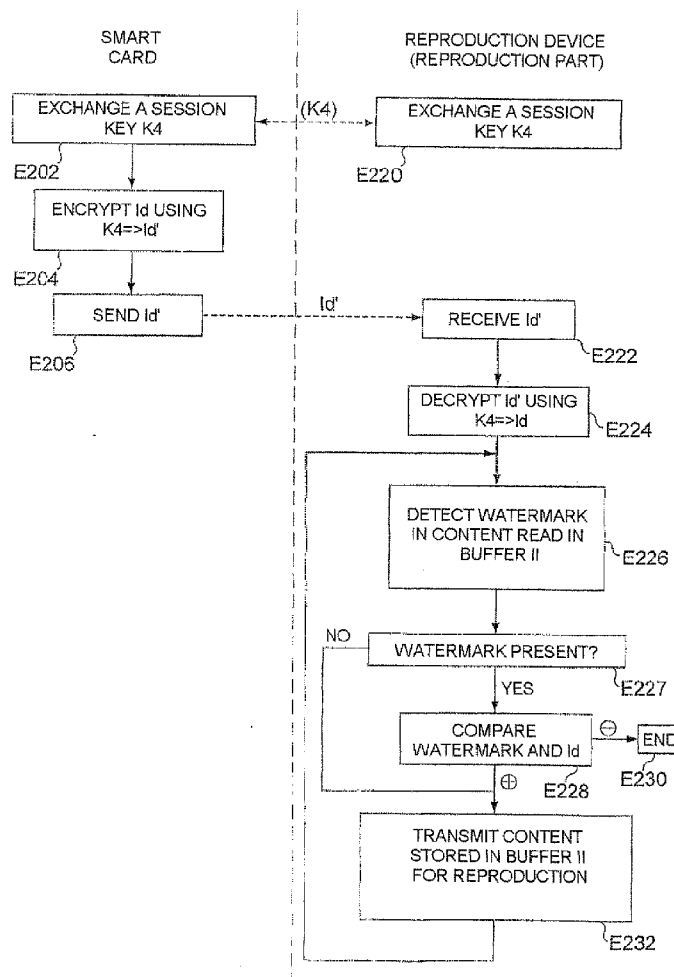 SMART
CARD
REPRODUCTION DEVICE
(REPRODUCTION PART)
EXCHANGE A SESSION
KEY K4
(K4)
EXCHANGE A SESSION
KEY K4
E202
E220
ENCRYPT Id USING
K4=>Id'
E204
SEND Id'
Id'
RECEIVE Id'
E206
E222
DECRYPT Id' USING
K4=>Id
E224
DETECT WATERMARK
IN CONTENT READ IN
BUFFER II
E226
NO
WATERMARK PRESENT?
E227
YES
COMPARE
WATERMARK AND Id
⊖
END
E228
E230
⊕
TRANSMIT CONTENT
STORED IN BUFFER II
FOR REPRODUCTION
E232